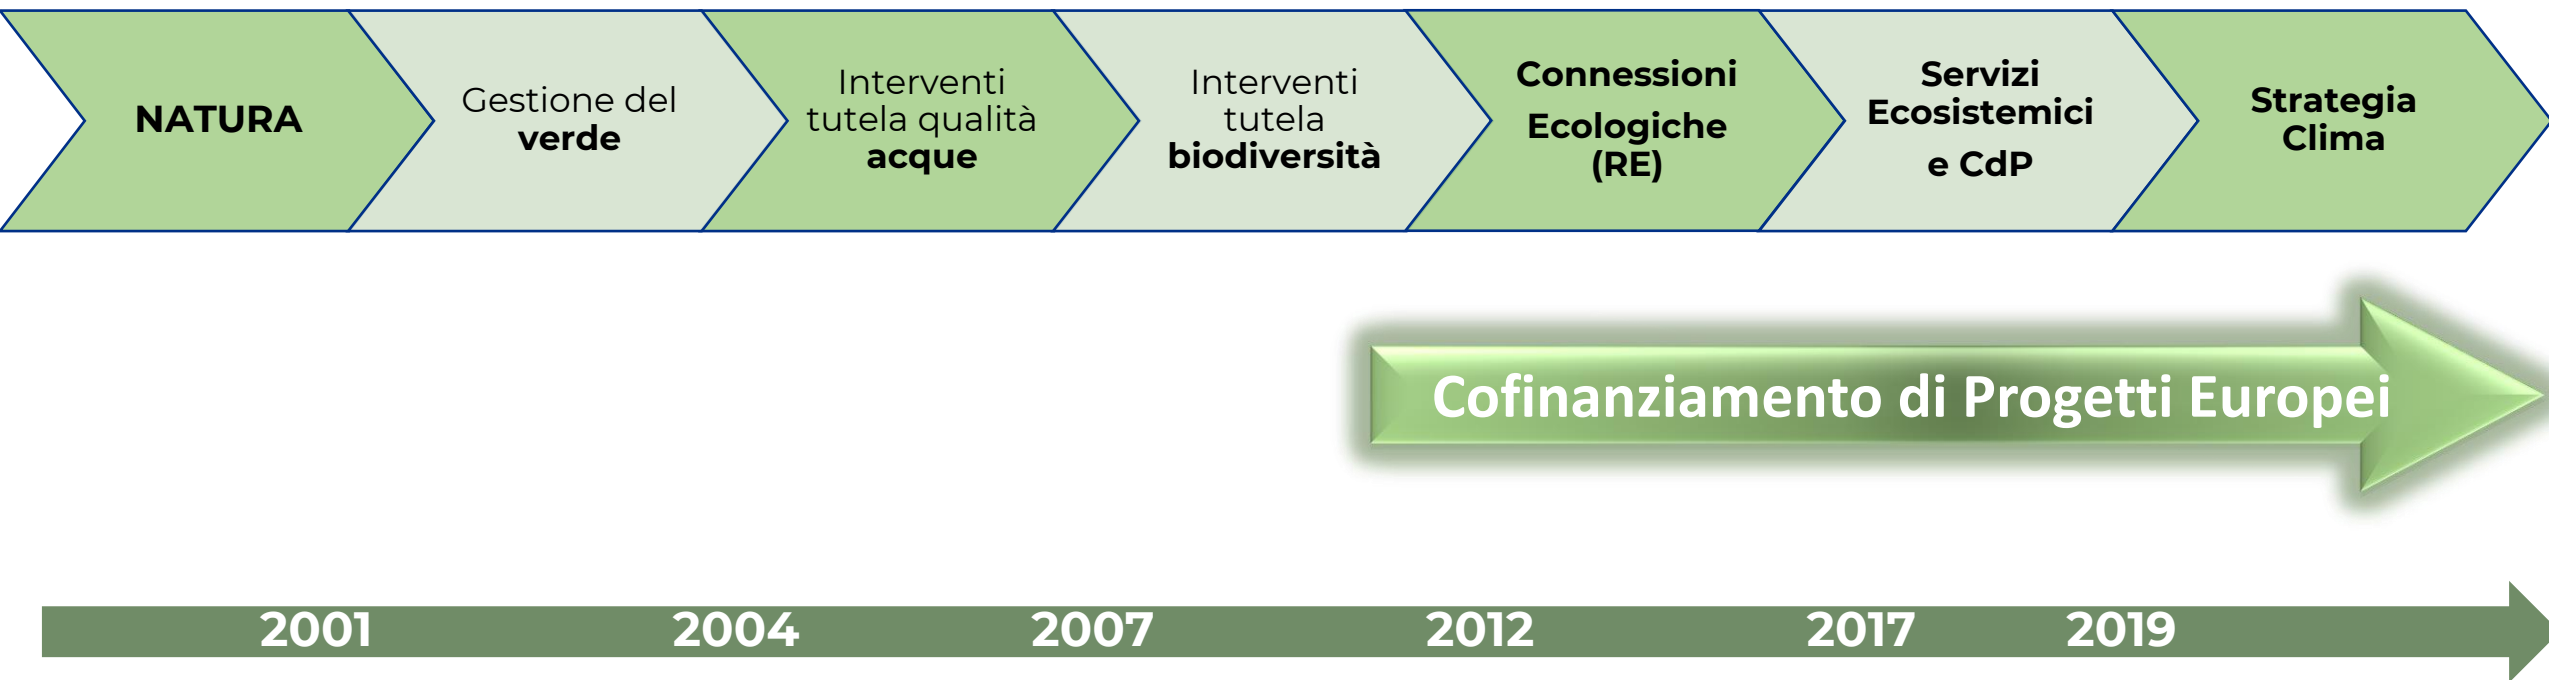 NATURA
Gestione del
verde
Interventi
tutela qualità
acque
Interventi
tutela
biodiversità
Connessioni
Ecologiche
(RE)
Servizi
Ecosistemici
e CdP
Strategia
Clima
Cofinanziamento di Progetti Europei
2001 2004 2007 2012 2017 2019